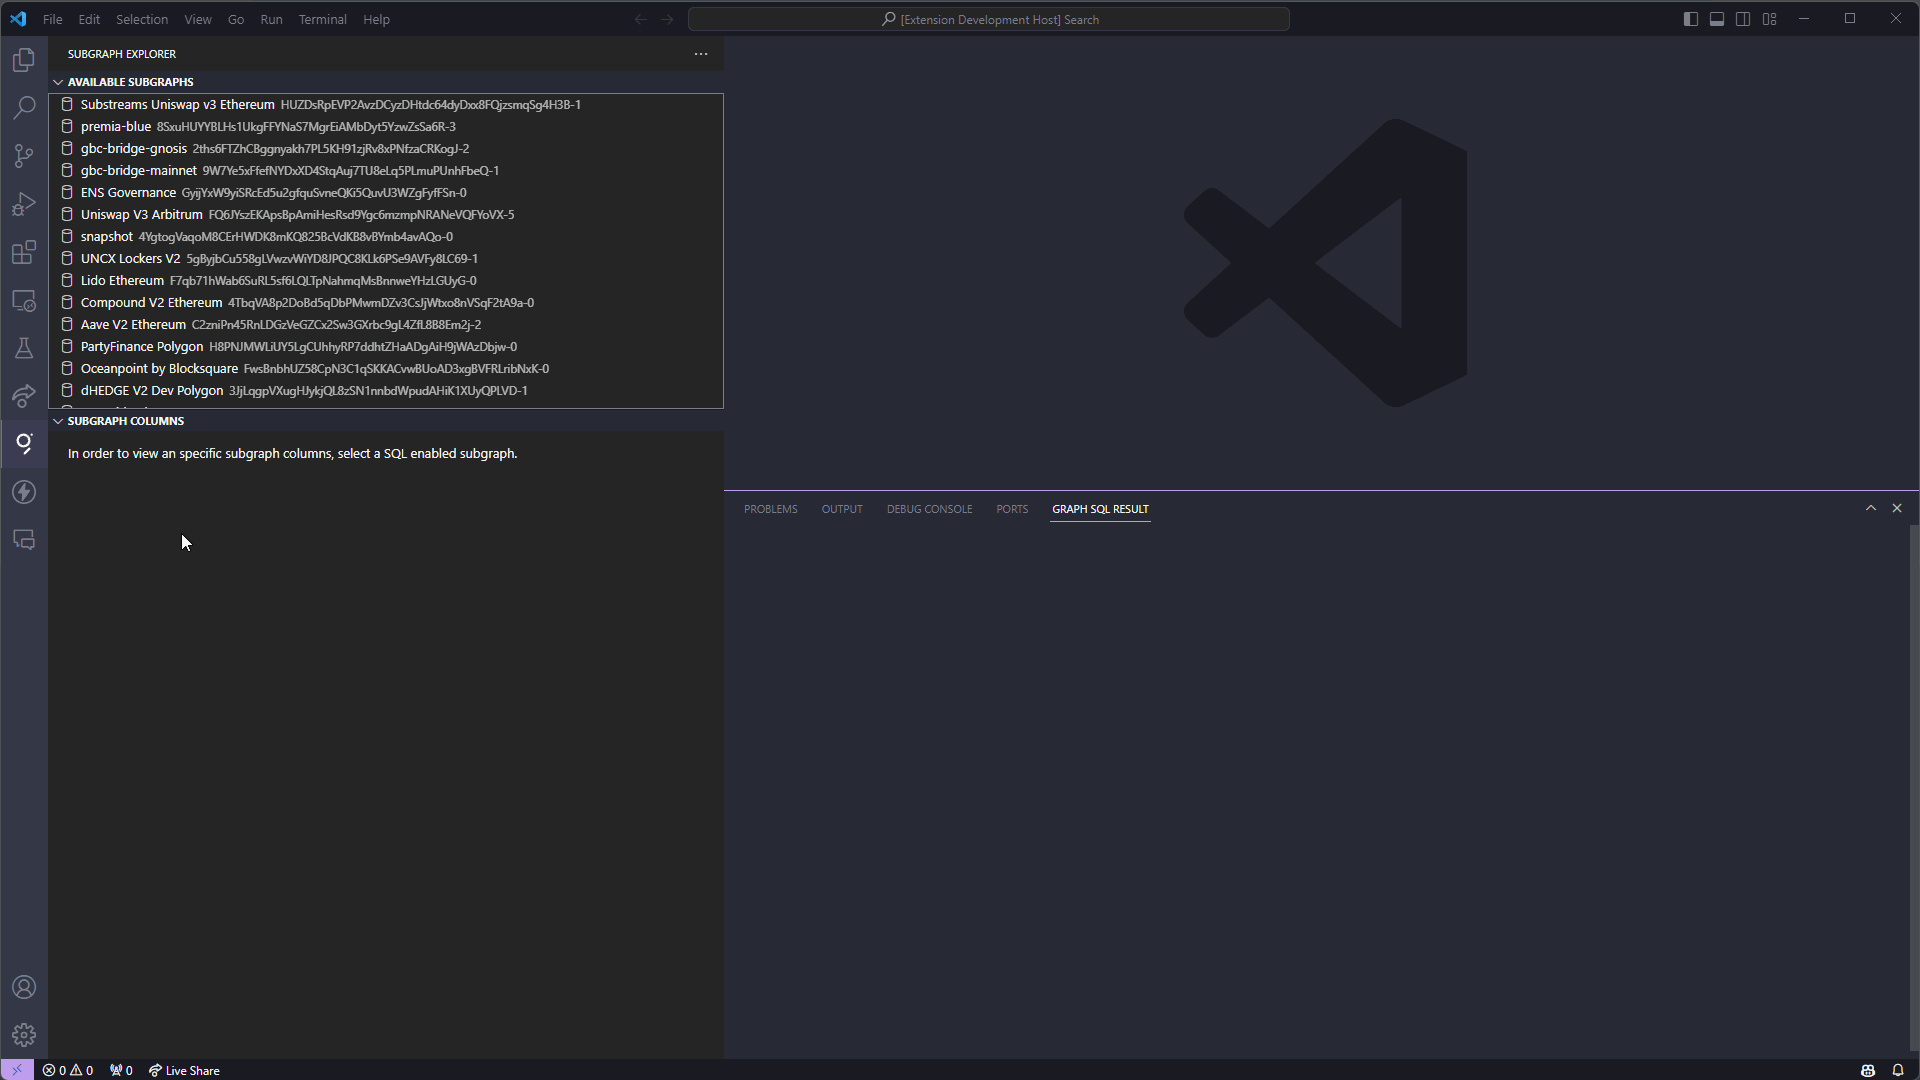 File Edit Selection View Go Run Terminal Help
[Extension Development Host] Search
SUBGRAPH EXPLORER
AVAILABLE SUBGRAPHS
Substreams Uniswap v3 Ethereum HUZDsRpEVP2AvzDCyzDHtdc64dyDxx8FQjzsmqSg4H3B-1
premia-blue 8SxuHUYYBLHs1UkgFFYNaS7MgrEiAMbDyt5YzwZsSa6R-3
gbc-bridge-gnosis 2ths6FTZhCBggnyakh7PL5KH91zjRv8xPNfzaCRKogJ-2
gbc-bridge-mainnet 9W7Ye5xFfefNYDxXD4StqAuj7TU8eLq5PLmuPUnhFbeQ-1
ENS Governance GyijYxW9yiSRcEd5u2gfquSvneQKi5QuvU3WZgFyfFSn-0
Uniswap V3 Arbitrum FQ6JYszEKApsBpAmiHesRsd9Ygc6mzmpNRANeVQFYoVX-5
snapshot 4YgtogVaqoM8CErHWDK8mKQ825BcVdKB8vBYmb4avAQo-0
UNCX Lockers V2 5gByjbCu558gLVwzvWiYD8JPQC8KLk6PSe9AVFy8LC69-1
Lido Ethereum F7qb71hWab6SuRL5sf6LQLTpNahmqMsBnnweYHzLGUyG-0
Compound V2 Ethereum 4TbqVA8p2DoBd5qDbPMwmDZv3CsJjWtxo8nVSqF2tA9a-0
Aave V2 Ethereum C2zniPn45RnLDGzVeGZCx2Sw3GXrbc9gL4ZfL8B8Em2j-2
PartyFinance Polygon H8PNJMWLiUY5LgCUhhyRP7ddhtZHaADgAiH9jWAzDbjw-0
Oceanpoint by Blocksquare FwsBnbhUZ58CpN3C1qSKKACvwBUoAD3xgBVFRLribNxK-0
dHEDGE V2 Dev Polygon 3JjLqgpVXugHJykjQL8zSN1nnbdWpudAHiK1XUyQPLVD-1
SUBGRAPH COLUMNS
In order to view an specific subgraph columns, select a SQL enabled subgraph.
PROBLEMS OUTPUT DEBUG CONSOLE PORTS GRAPH SQL RESULT
0 0 0 Live Share